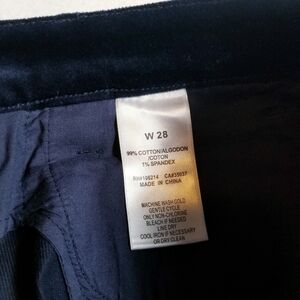 W 28
99% COTTON/ALGODON
/COTON
1% SPANDEX
RN#106214 CA#35937
MADE IN CHINA
MACHINE WASH COLD
GENTLE CYCLE
ONLY NON-CHLORINE
BLEACH IF NEEDED
LINE DRY
COOL IRON IF NECESSARY
OR DRY CLEAN